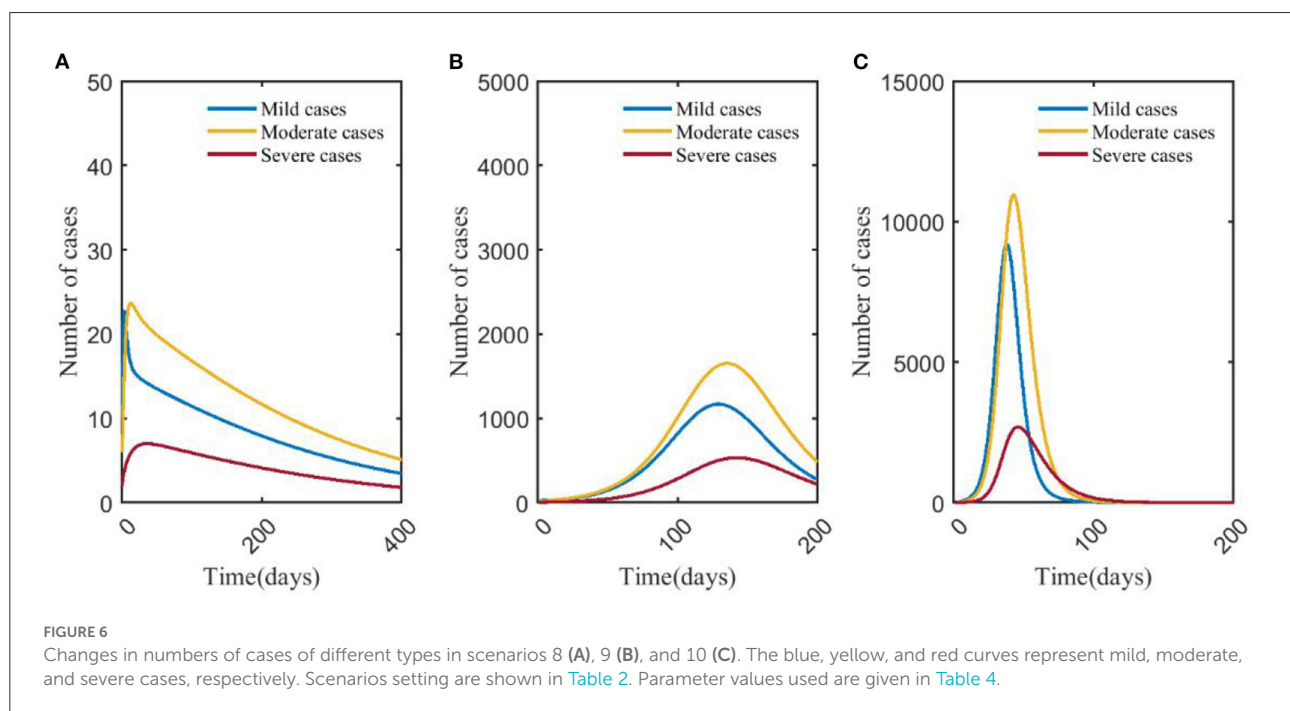 A
50
40
30
20
10
0
Number of cases
Mild cases
Moderate cases
Severe cases
0
200
400
Time(days)
B
5000
4000
3000
2000
1000
0
Number of cases
Mild cases
Moderate cases
Severe cases
0
100
200
Time(days)
C
15000
10000
5000
0
Number of cases
Mild cases
Moderate cases
Severe cases
0
100
200
Time(days)
FIGURE 6
Changes in numbers of cases of different types in scenarios 8 (A), 9 (B), and 10 (C). The blue, yellow, and red curves represent mild, moderate,
and severe cases, respectively. Scenarios setting are shown in Table 2. Parameter values used are given in Table 4.